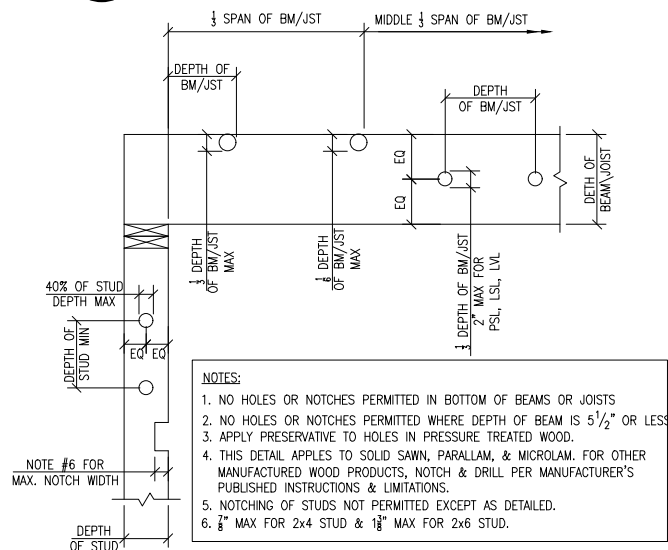 1/3 SPAN OF BM/JST
MIDDLE 1/3 SPAN OF BM/JST
DEPTH OF
BM/JST
DEPTH
OF BM/JST
EQ
EQ
DETH OF
BEAM\JOIST
1/3 DEPTH
OF BM/JST
MAX
1/6 DEPTH
OF BM/JST
MAX
1/3 DEPTH OF BM/JST
2" MAX FOR
PSL, LSL, LVL
40% OF STUD
DEPTH MAX
DEPTH OF
STUD MIN
EQ EQ
NOTE #6 FOR
MAX. NOTCH WIDTH
DEPTH
OF STUD
NOTES:
1. NO HOLES OR NOTCHES PERMITTED IN BOTTOM OF BEAMS OR JOISTS
2. NO HOLES OR NOTCHES PERMITTED WHERE DEPTH OF BEAM IS 5 1/2" OR LESS
3. APPLY PRESERVATIVE TO HOLES IN PRESSURE TREATED WOOD.
4. THIS DETAIL APPLIES TO SOLID SAWN, PARALLAM, & MICROLAM. FOR OTHER
MANUFACTURED WOOD PRODUCTS, NOTCH & DRILL PER MANUFACTURER'S
PUBLISHED INSTRUCTIONS & LIMITATIONS.
5. NOTCHING OF STUDS NOT PERMITTED EXCEPT AS DETAILED.
6. 7/8" MAX FOR 2x4 STUD & 1 3/8" MAX FOR 2x6 STUD.